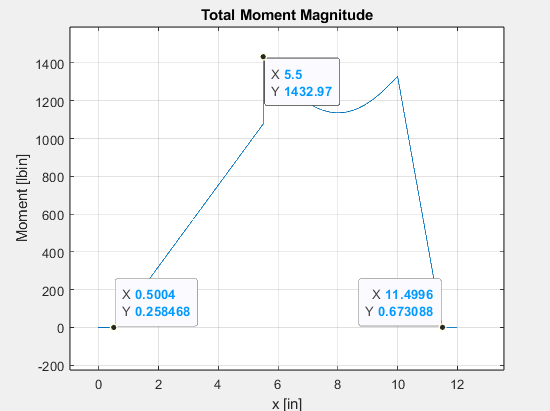 Total Moment Magnitude
Moment [lbin]
1400
1200
1000
800
600
400
200
0
-200
X 5.5
Y 1432.97
X 0.5004
Y 0.258468
X 11.4996
Y 0.673088
0 2 4 6 8 10 12
x [in]